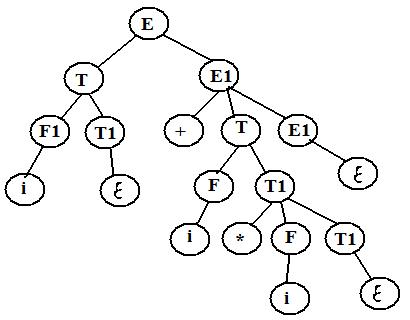 E
T E1
F1 T1 + T E1
i ξ F T1 ξ
i * F T1
i ξ